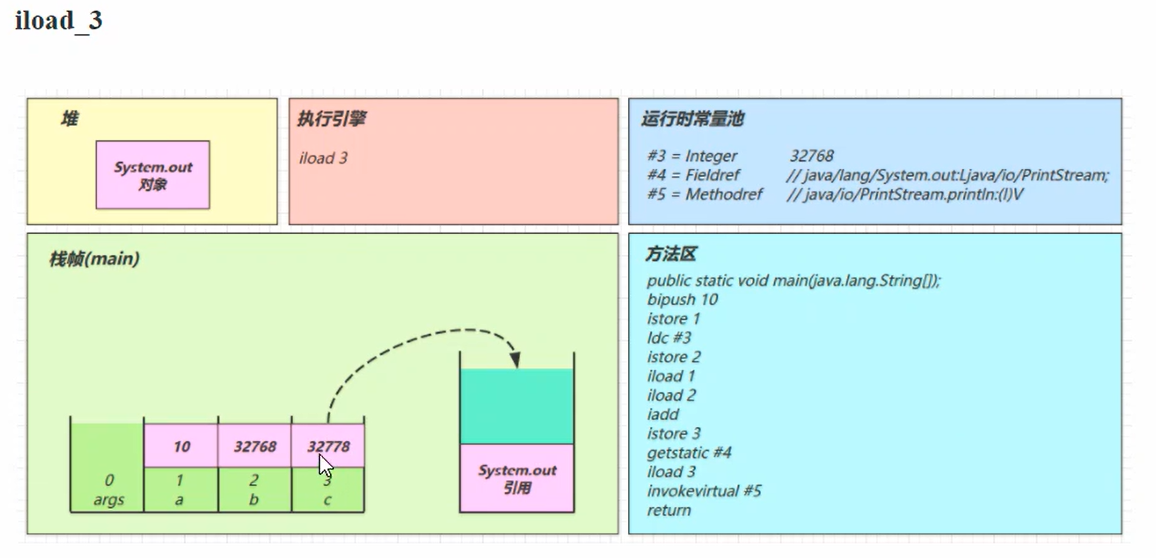 iload_3
堆
System.out
对象
执行引擎
iload 3
运行时常量池
#3 = Integer 32768
#4 = Fieldref // java/lang/System.out:Ljava/io/PrintStream;
#5 = Methodref // java/io/PrintStream.println:(I)V
栈帧(main)
10 32768 32778
0 1 2 3
args a b c
System.out
引用
方法区
public static void main(java.lang.String[]);
bipush 10
istore 1
ldc #3
istore 2
iload 1
iload 2
iadd
istore 3
getstatic #4
iload 3
invokevirtual #5
return